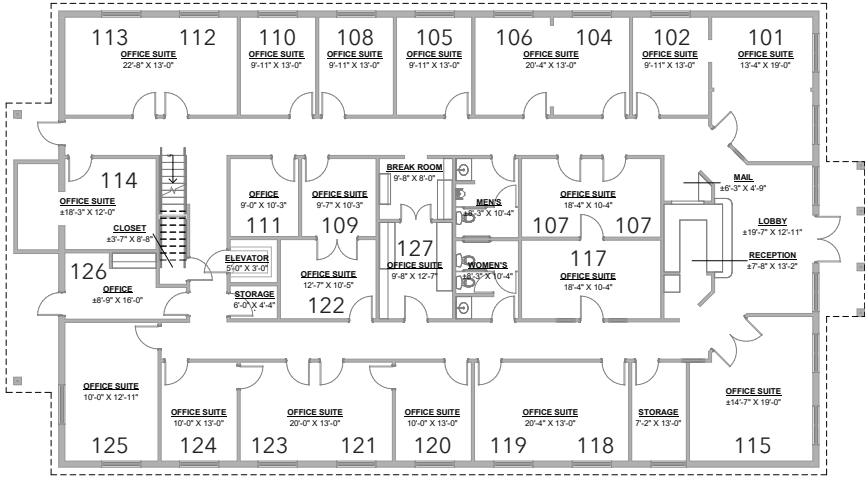 113
112
OFFICE SUITE
22'-8" X 13'-0"
110
OFFICE SUITE
9'-11" X 13'-0"
108
OFFICE SUITE
9'-11" X 13'-0"
105
OFFICE SUITE
9'-11" X 13'-0"
106
104
OFFICE SUITE
20'-4" X 13'-0"
102
OFFICE SUITE
9'-11" X 13'-0"
101
OFFICE SUITE
13'-4" X 19'-0"
114
OFFICE SUITE
±18'-3" X 12'-0"
CLOSET
±3'-7" X 8'-8"
OFFICE
9'-0" X 10'-3"
111
OFFICE SUITE
9'-7" X 10'-3"
109
BREAK ROOM
9'-8" X 8'-0"
MEN'S
±8'-3" X 10'-4"
OFFICE SUITE
18'-4" X 10'-4"
107
107
MAIL
±6'-3" X 4'-9"
LOBBY
±19'-7" X 12'-11"
RECEPTION
±7'-8" X 13'-2"
126
OFFICE
±8'-9" X 16'-0"
ELEVATOR
5'-0" X 3'-0"
STORAGE
6'-0" X 4'-4"
OFFICE SUITE
12'-7" X 10'-5"
122
127
OFFICE SUITE
9'-8" X 12'-7"
WOMEN'S
±8'-3" X 10'-4"
117
OFFICE SUITE
18'-4" X 10'-4"
OFFICE SUITE
10'-0" X 12'-11"
125
OFFICE SUITE
10'-0" X 13'-0"
124
OFFICE SUITE
20'-0" X 13'-0"
123
121
OFFICE SUITE
10'-0" X 13'-0"
120
OFFICE SUITE
20'-4" X 13'-0"
119
118
STORAGE
7'-2" X 13'-0"
OFFICE SUITE
±14'-7" X 19'-0"
115